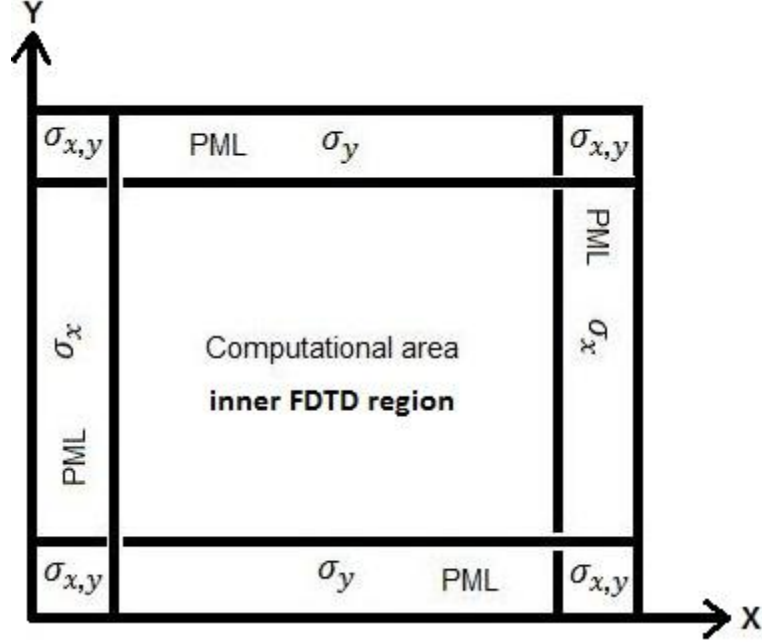 Y
σx,y PML σy σx,y
PML
σx
σx
Computational area
inner FDTD region
PML
σx,y σy PML σx,y
X